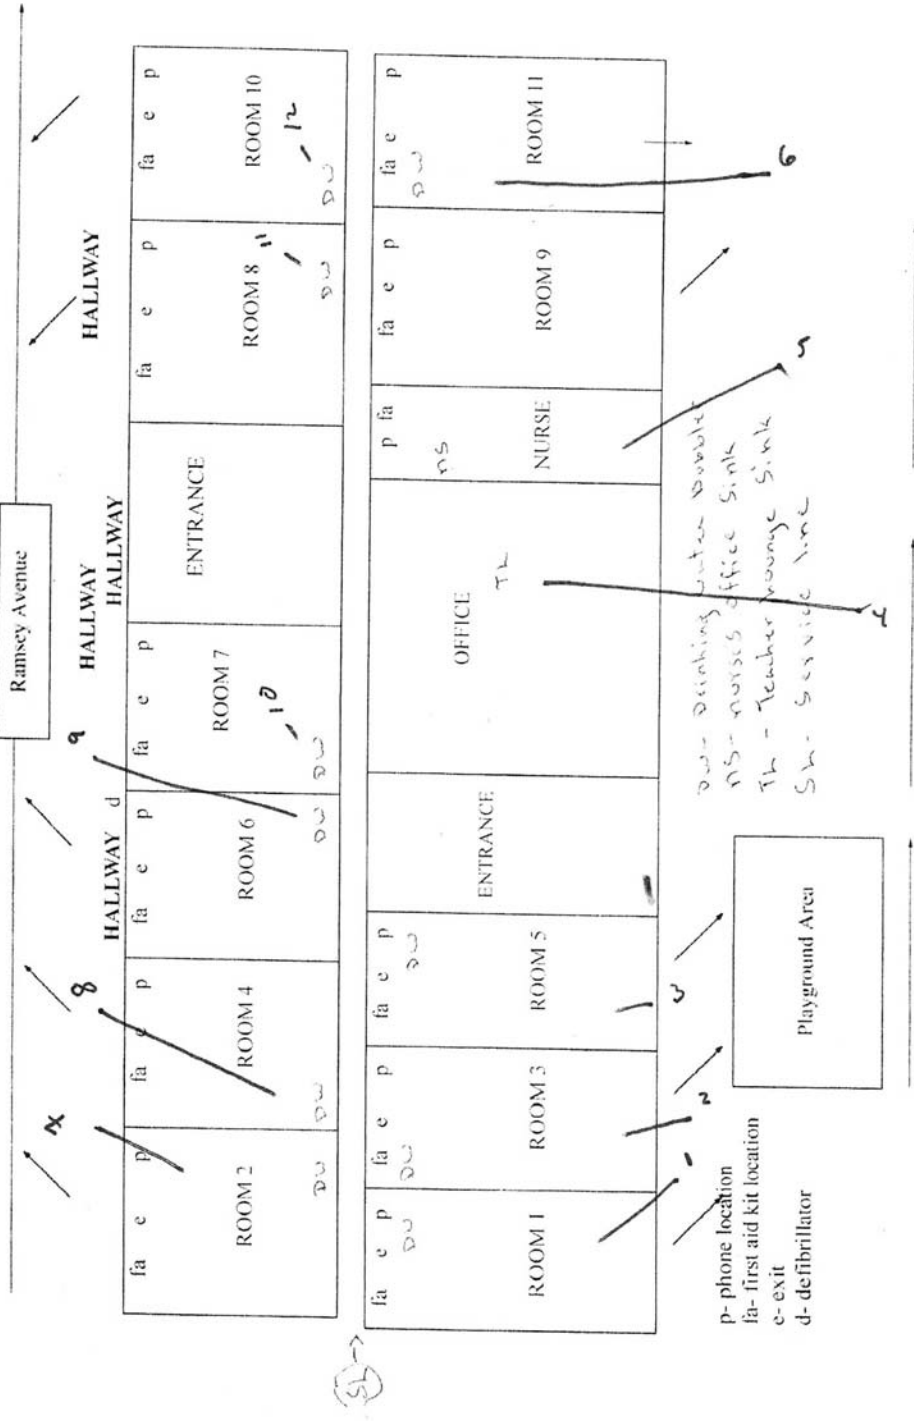 Ramsey Avenue
8 9
HALLWAY HALLWAY
HALLWAY d HALLWAY
fa e p fa e p fa e p fa e p fa e p fa e p
ROOM 2 ROOM 4 ROOM 6 ROOM 7 ENTRANCE ROOM 8 ROOM 10
10 11 12
DW DW DW DW DW DW
SL →
fa e p fa e p fa e p p fa fa e p fa e p
DW DW DW ns DW
TL
ROOM 1 ROOM 3 ROOM 5 ENTRANCE OFFICE NURSE ROOM 9 ROOM 11
1 2 3 4 5 6
DW - Drinking water Bubbler
ns - nurses office Sink
TL - Teacher lounge Sink
SL - Service line
Playground Area
p- phone location
fa- first aid kit location
e- exit
d- defibrillator